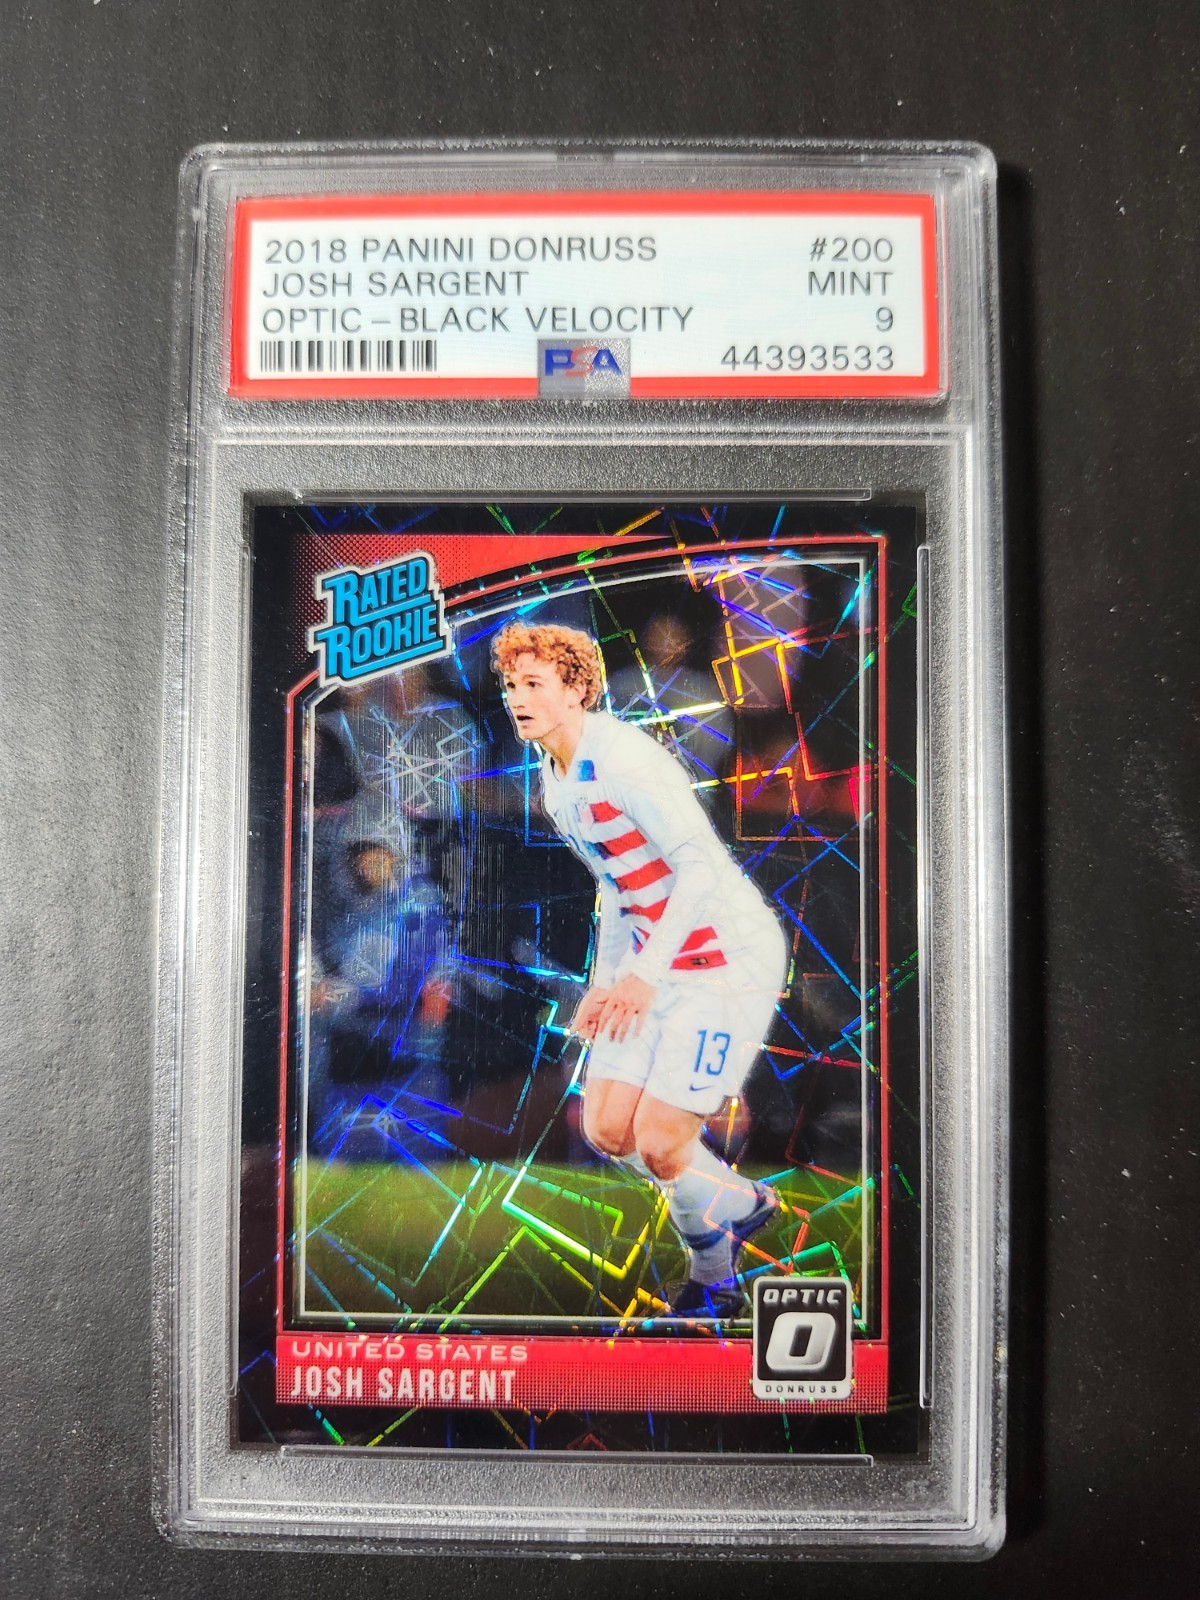 2018 PANINI DONRUSS #200
JOSH SARGENT MINT
OPTIC – BLACK VELOCITY 9
PSA 44393533
RATED
ROOKIE
13
OPTIC
O
DONRUSS
UNITED STATES
JOSH SARGENT